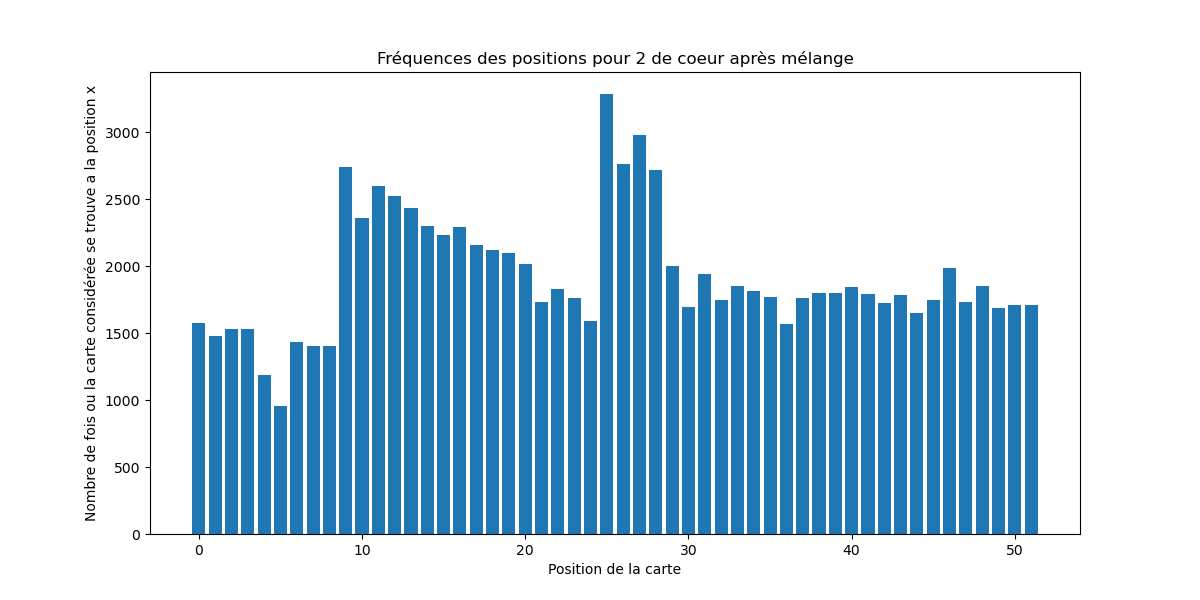 Fréquences des positions pour 2 de coeur après mélange
Nombre de fois ou la carte considérée se trouve a la position x
3000
2500
2000
1500
1000
500
0
0 10 20 30 40 50
Position de la carte